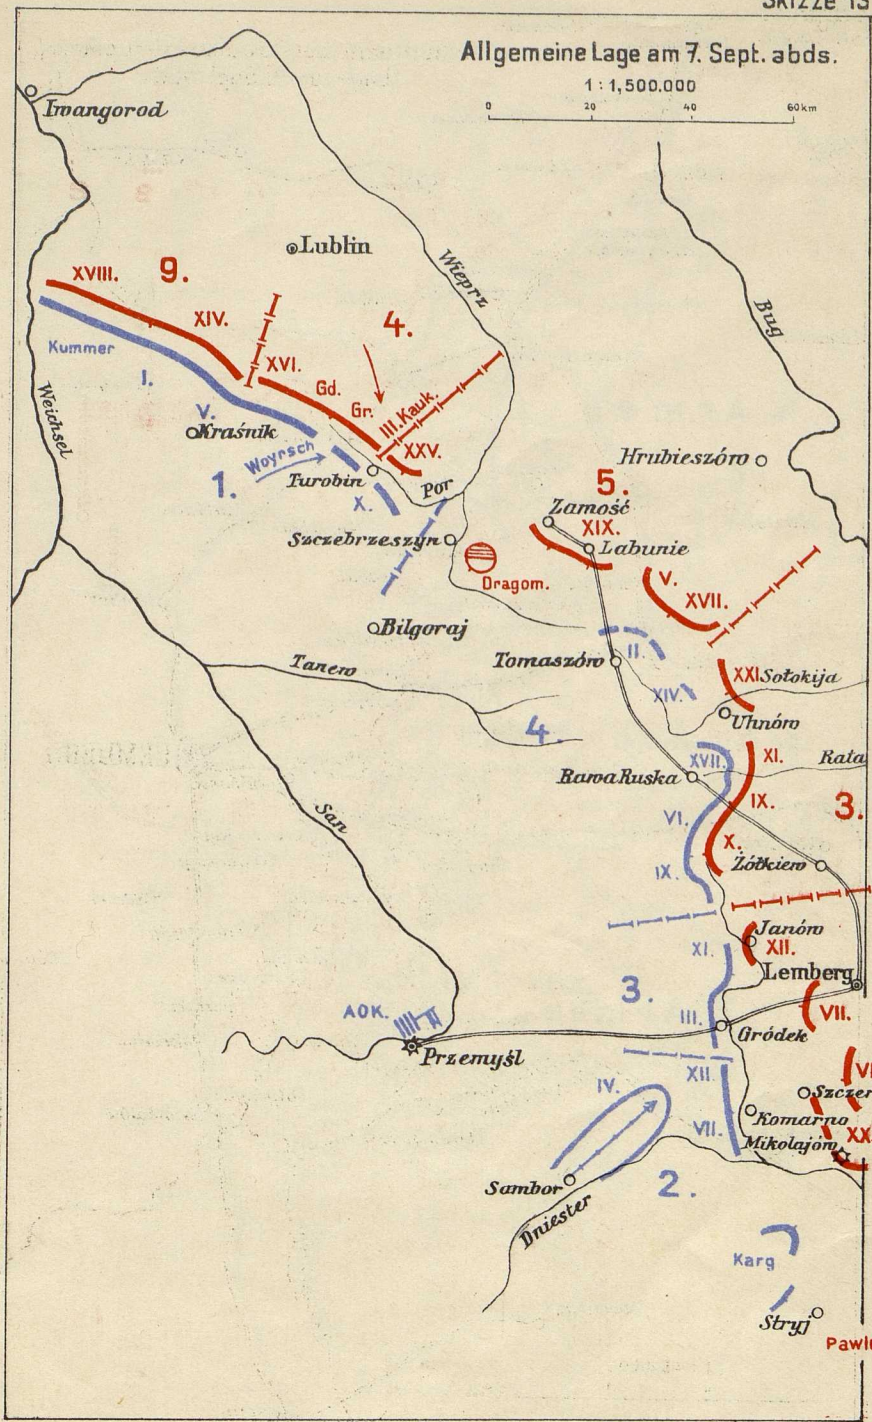 Skizze 13
Allgemeine Lage am 7. Sept. abds.
1 : 1,500.000
0 20 40 60 km
Iwangorod
Lublin
Wieprz
Bug
XVIII.
9.
XIV.
4.
XVI.
Kummer
I.
Gd.
Gr.
III. Kauk.
XXV.
V.
Kraśnik
Weichsel
Woyrsch
1.
Turobin
X.
Por
Hrubieszów
5.
Zamość
XIX.
Labunie
Szczebrzeszyn
Dragom.
V.
XVII.
Bilgoraj
II.
Tomaszów
Tanew
XXI
Sołokija
XIV.
Uhnów
4.
XVII.
XI.
Rata
Rawa Ruska
IX.
3.
VI.
San
X.
IX.
Żółkiew
Janów
XI.
XII.
Lemberg
3.
VII.
AOK.
III.
Gródek
Przemyśl
XII.
IV.
Komarno
VII.
Mikolajów
Sambor
2.
Dniester
Karg
Stryj